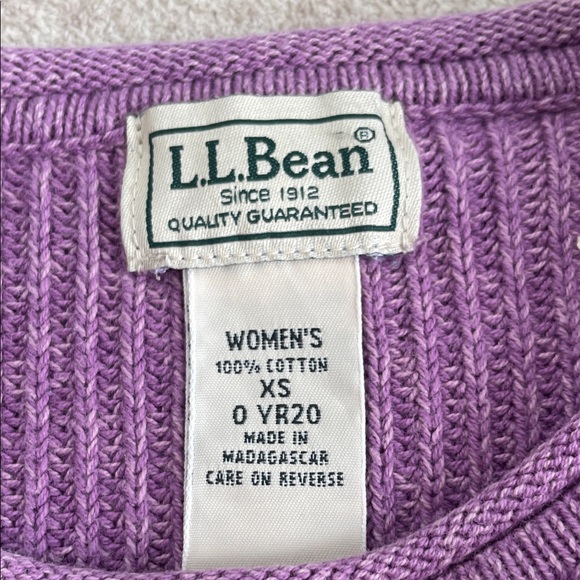 L.L.Bean®
Since 1912
QUALITY GUARANTEED
WOMEN'S
100% COTTON
XS
0 YR20
MADE IN
MADAGASCAR
CARE ON REVERSE